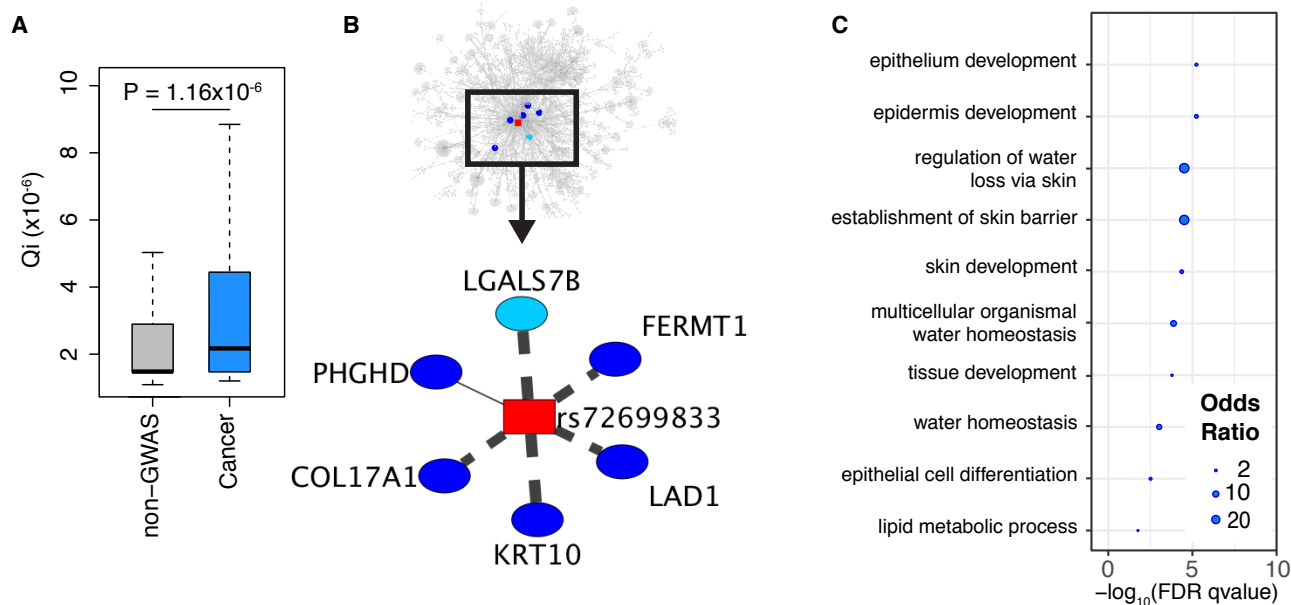 A
P = 1.16x10-6
Qi (x10-6)
10
8
6
4
2
non-GWAS
Cancer
B
LGALS7B
FERMT1
PHGHD
rs72699833
COL17A1
LAD1
KRT10
C
epithelium development
epidermis development
regulation of water
loss via skin
establishment of skin barrier
skin development
multicellular organismal
water homeostasis
tissue development
water homeostasis
epithelial cell differentiation
lipid metabolic process
Odds
Ratio
2
10
20
0 5 10
−log10(FDR qvalue)